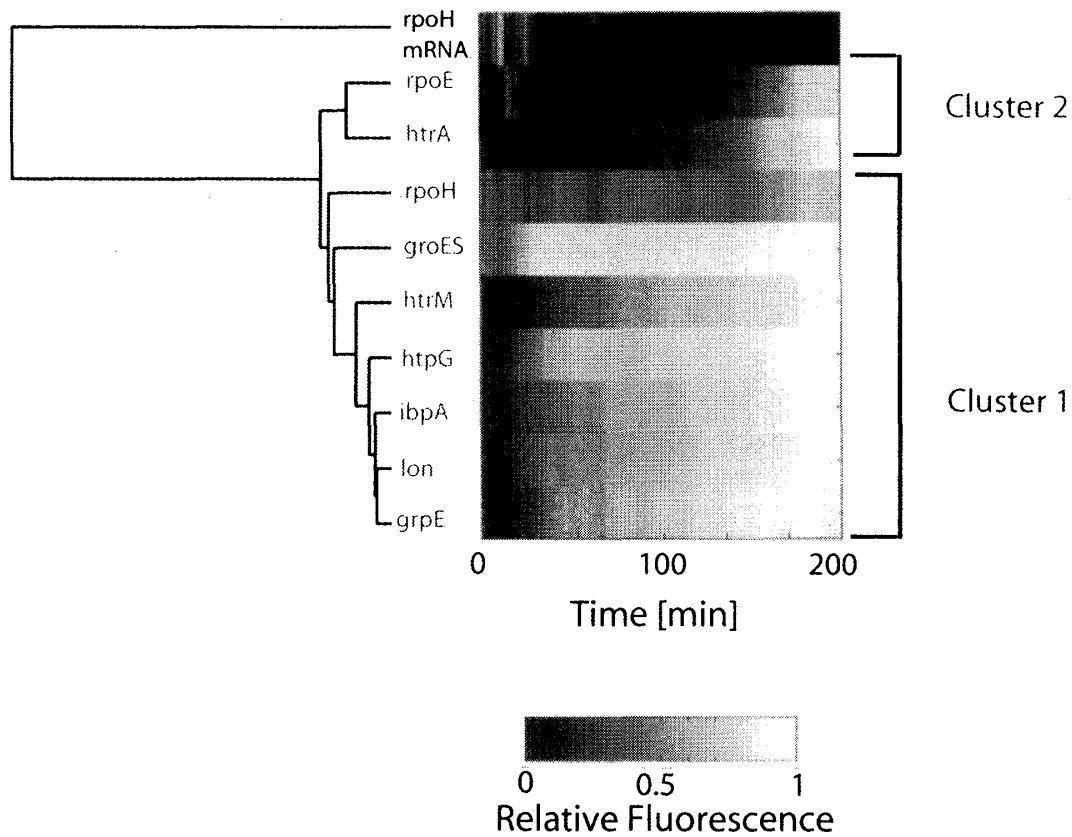 rpoH
mRNA
rpoE
htrA
rpoH
groES
htrM
htpG
ibpA
lon
grpE
Cluster 2
Cluster 1
0 100 200
Time [min]
0 0.5 1
Relative Fluorescence